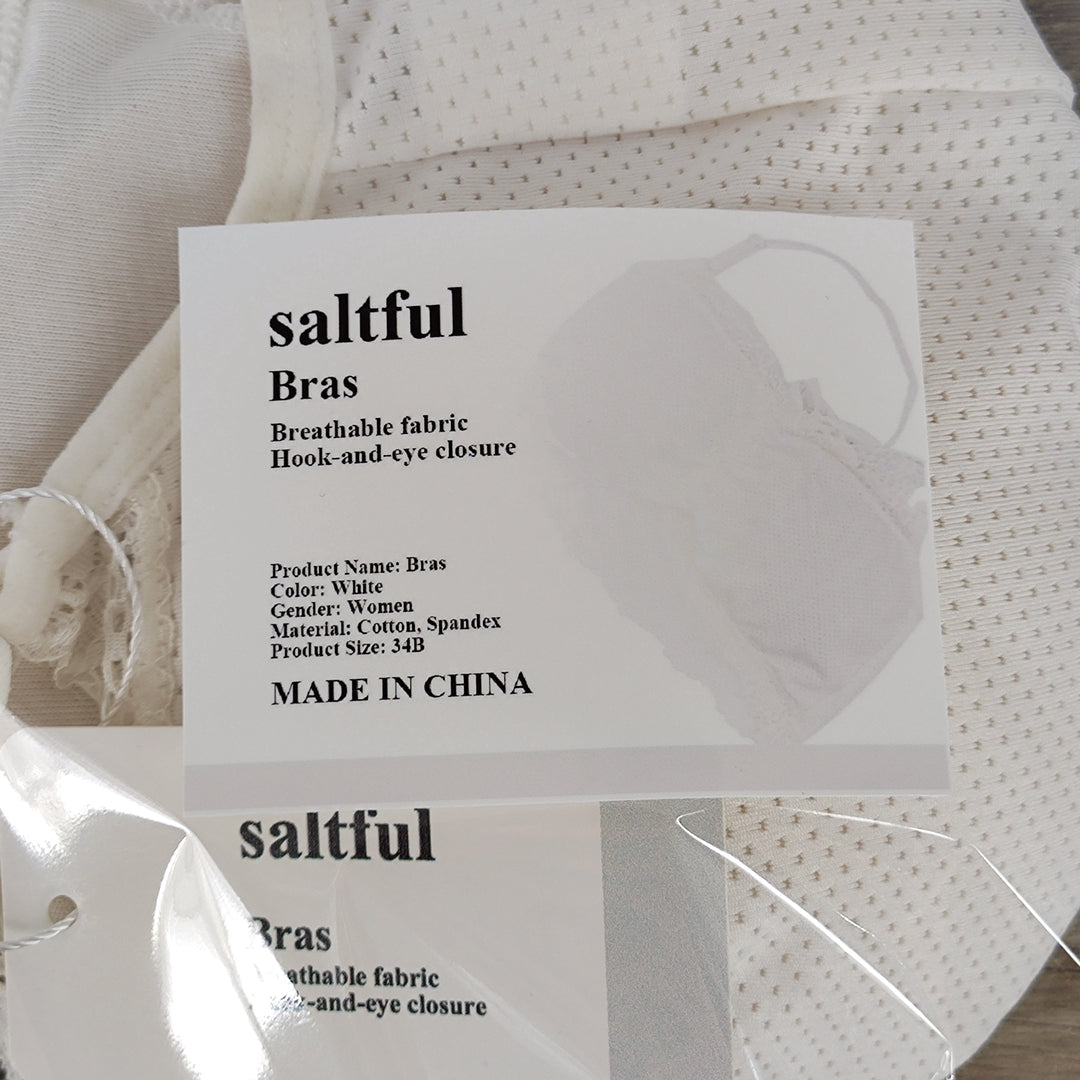 saltful
Bras
Breathable fabric
Hook-and-eye closure
Product Name: Bras
Color: White
Gender: Women
Material: Cotton, Spandex
Product Size: 34B
MADE IN CHINA
saltful
Bras
fabric
-and-eye closure